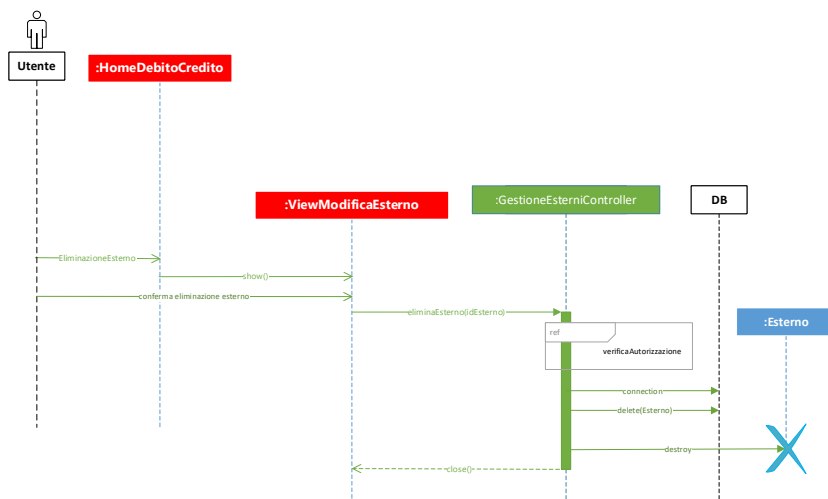 Utente
:HomeDebitoCredito
:ViewModificaEsterno
:GestioneEsterniController
DB
EliminazioneEsterno
show()
conferma eliminazione esterno
eliminaEsterno(idEsterno)
:Esterno
ref
verificaAutorizzazione
connection
delete(Esterno)
destroy
close()